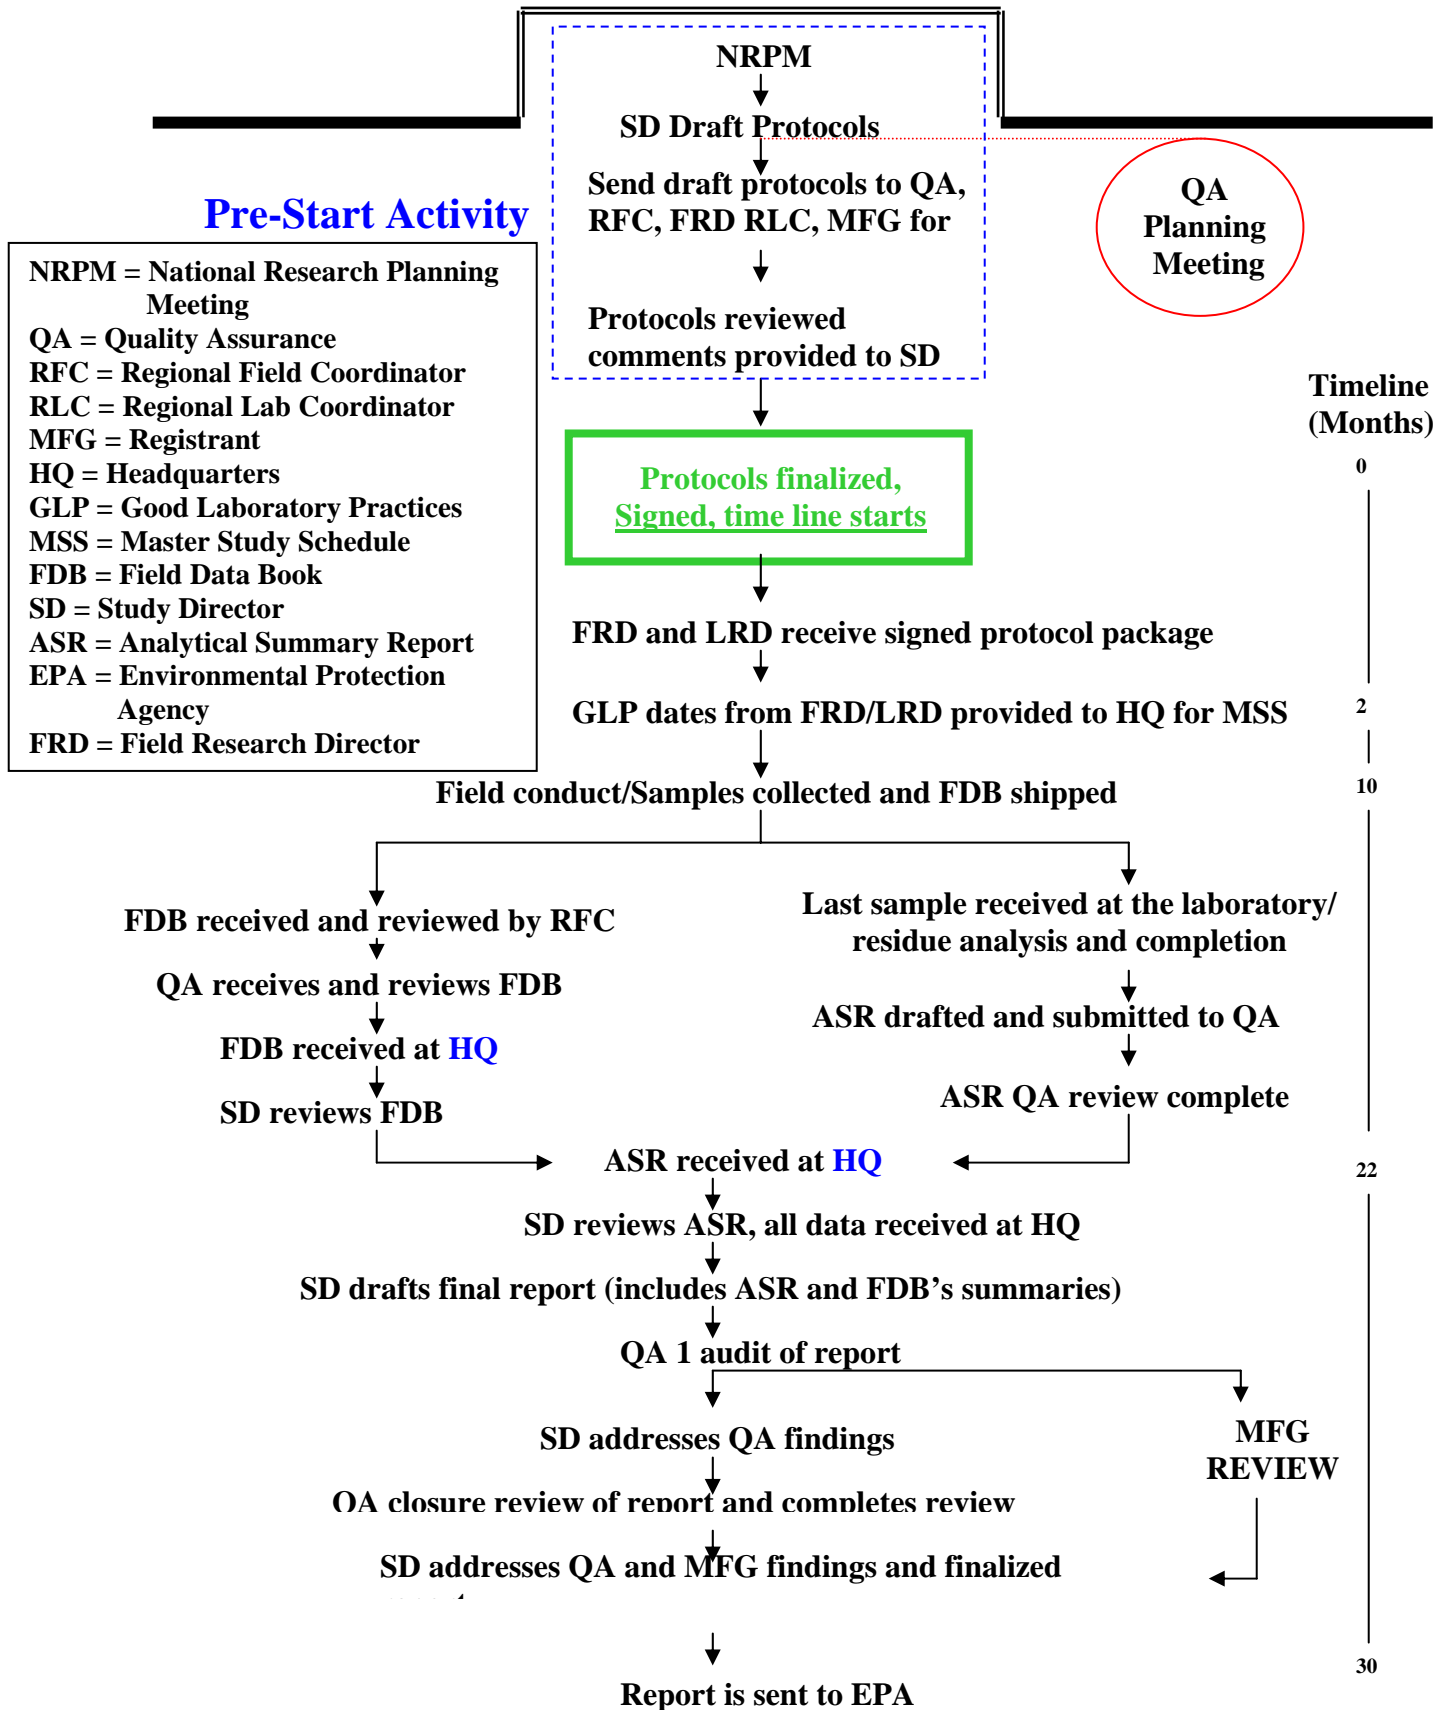 NRPM
SD Draft Protocols
Send draft protocols to QA,
RFC, FRD RLC, MFG for
Protocols reviewed
comments provided to SD
QA
Planning
Meeting
Pre-Start Activity
NRPM = National Research Planning
Meeting
QA = Quality Assurance
RFC = Regional Field Coordinator
RLC = Regional Lab Coordinator
MFG = Registrant
HQ = Headquarters
GLP = Good Laboratory Practices
MSS = Master Study Schedule
FDB = Field Data Book
SD = Study Director
ASR = Analytical Summary Report
EPA = Environmental Protection
Agency
FRD = Field Research Director
Timeline
(Months)
0
Protocols finalized,
Signed, time line starts
FRD and LRD receive signed protocol package
GLP dates from FRD/LRD provided to HQ for MSS
2
Field conduct/Samples collected and FDB shipped
10
FDB received and reviewed by RFC
QA receives and reviews FDB
FDB received at HQ
SD reviews FDB
Last sample received at the laboratory/
residue analysis and completion
ASR drafted and submitted to QA
ASR QA review complete
ASR received at HQ
22
SD reviews ASR, all data received at HQ
SD drafts final report (includes ASR and FDB's summaries)
QA 1 audit of report
SD addresses QA findings
MFG
REVIEW
QA closure review of report and completes review
SD addresses QA and MFG findings and finalized
30
Report is sent to EPA